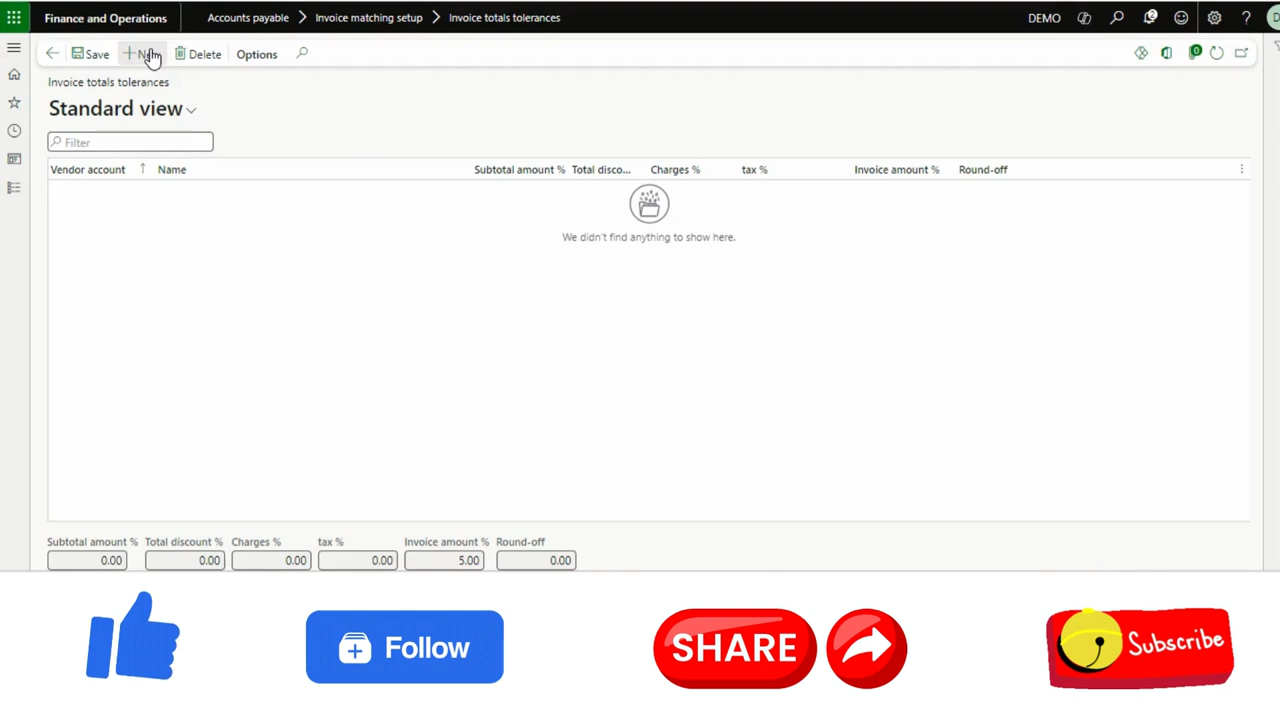 Finance and Operations Accounts payable Invoice matching setup Invoice totals tolerances DEMO 2 ?
Save Delete Options 0
Invoice totals tolerances
Standard view
Filter
Vendor account Name Subtotal amount % Total disco... Charges % tax % Invoice amount % Round-off
We didn't find anything to show here.
Subtotal amount % Total discount % Charges % tax % Invoice amount % Round-off
0.00 0.00 0.00 0.00 5.00 0.00
Follow SHARE Subscribe